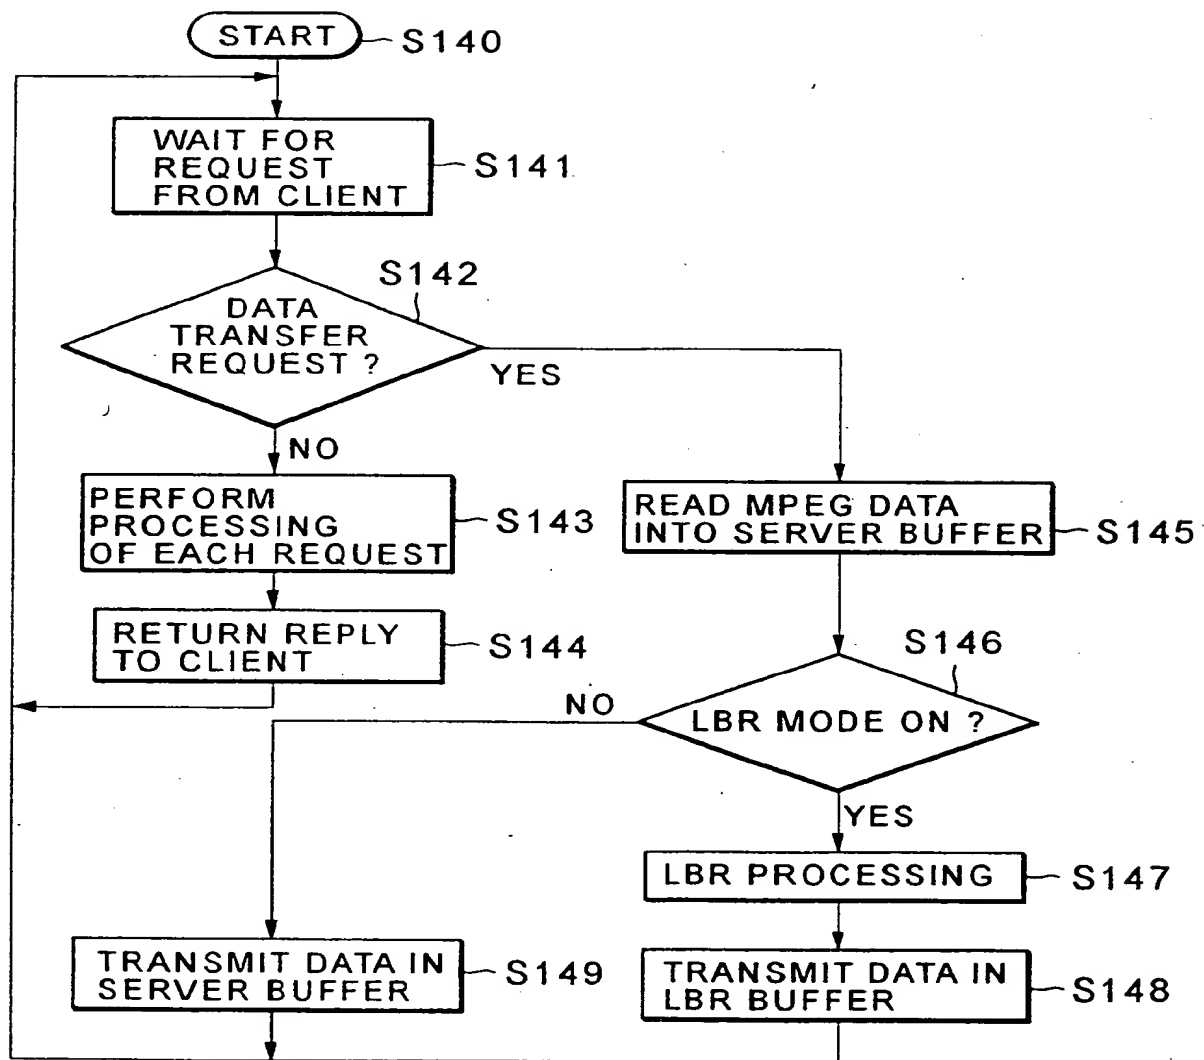 START
S140
WAIT FOR
REQUEST
FROM CLIENT
S141
S142
DATA
TRANSFER
REQUEST ?
YES
NO
PERFORM
PROCESSING
OF EACH REQUEST
S143
READ MPEG DATA
INTO SERVER BUFFER
S145
RETURN REPLY
TO CLIENT
S144
S146
NO
LBR MODE ON ?
YES
LBR PROCESSING
S147
TRANSMIT DATA IN
SERVER BUFFER
S149
TRANSMIT DATA IN
LBR BUFFER
S148